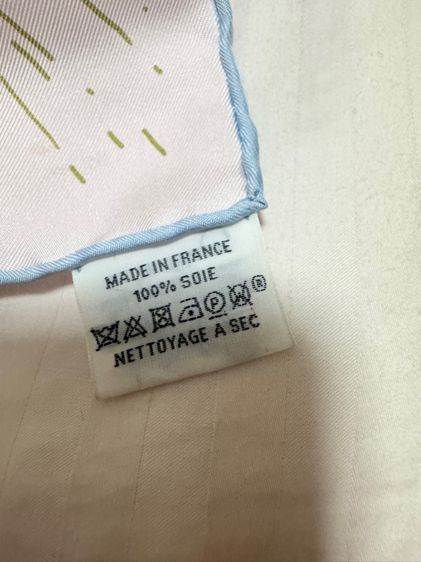 MADE IN FRANCE
100% SOIE
P W ®
NETTOYAGE A SEC